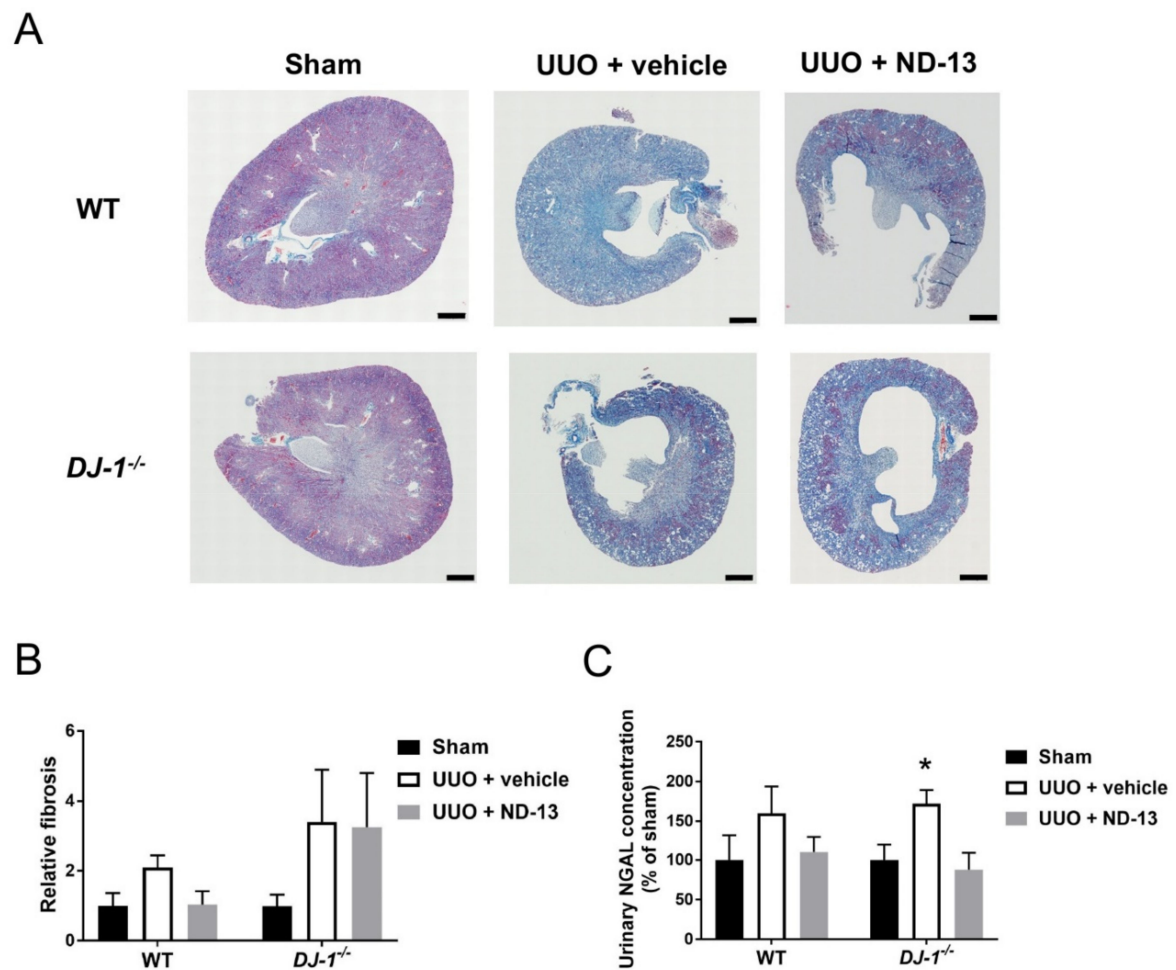 A
Sham
UUO + vehicle
UUO + ND-13
WT
DJ-1-/-
B
Relative fibrosis
6
4
2
0
WT
DJ-1-/-
Sham
UUO + vehicle
UUO + ND-13
C
Urinary NGAL concentration
(% of sham)
250
200
150
100
50
0
*
WT
DJ-1-/-
Sham
UUO + vehicle
UUO + ND-13